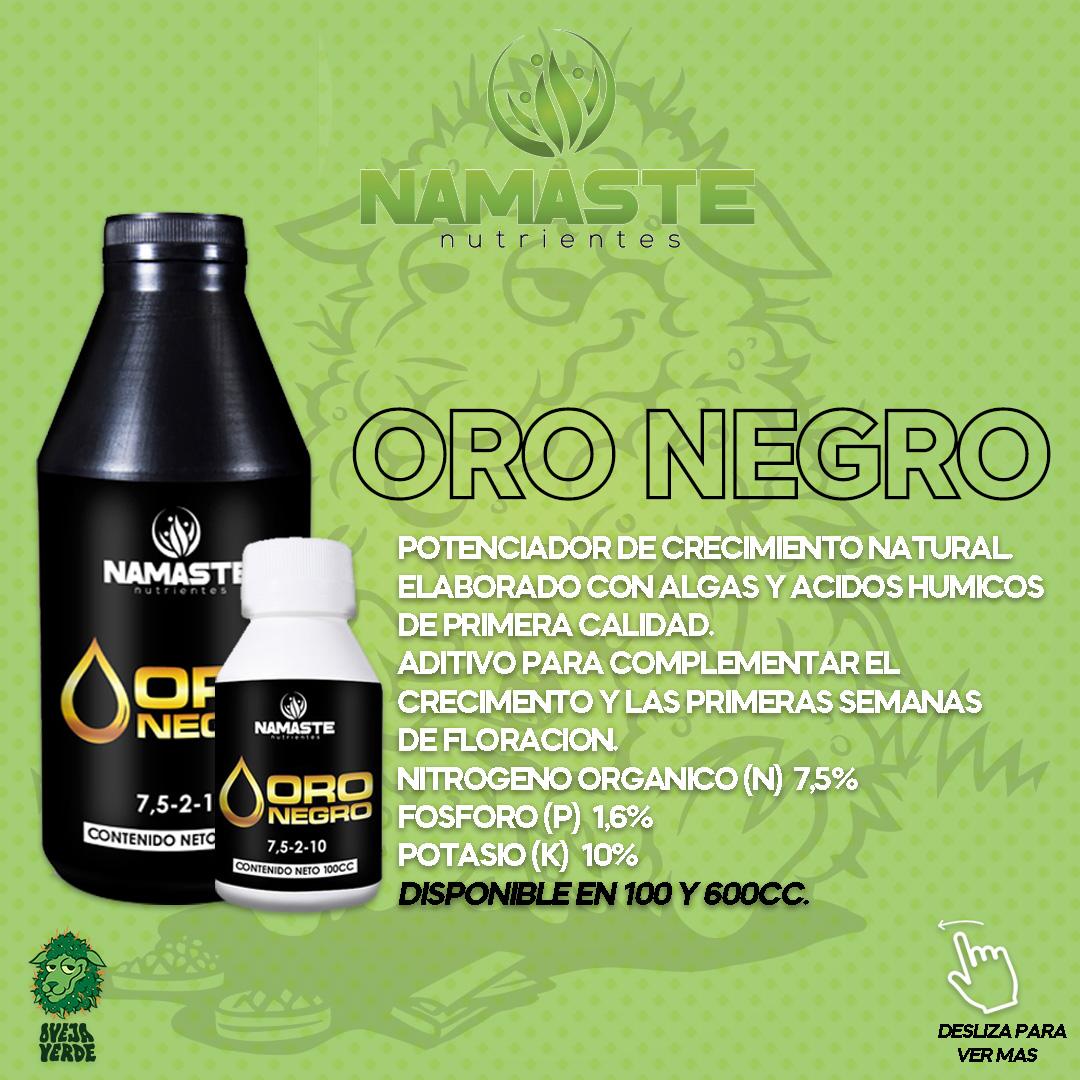 NAMASTE
nutrientes
ORO NEGRO
POTENCIADOR DE CRECIMIENTO NATURAL.
ELABORADO CON ALGAS Y ACIDOS HUMICOS
DE PRIMERA CALIDAD.
ADITIVO PARA COMPLEMENTAR EL
CRECIMENTO Y LAS PRIMERAS SEMANAS
DE FLORACION.
NITROGENO ORGANICO (N) 7,5%
FOSFORO (P) 1,6%
POTASIO (K) 10%
DISPONIBLE EN 100 Y 600CC.
NAMASTE
nutrientes
OR
NEG
7,5-2-1
CONTENIDO NETO
NAMASTE
nutrientes
ORO
NEGRO
7,5-2-10
CONTENIDO NETO 100CC
OVEJA
VERDE
DESLIZA PARA
VER MAS